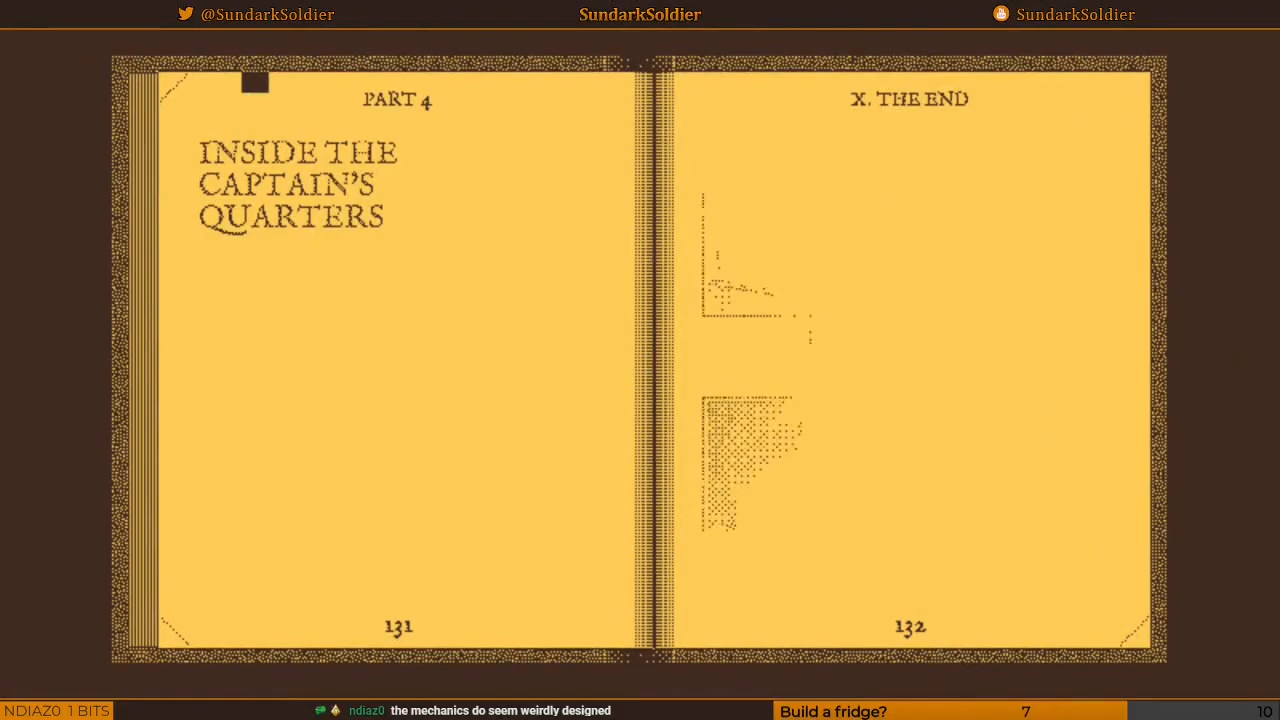 @SundarkSoldier
SundarkSoldier
SundarkSoldier
PART 4
X. THE END
INSIDE THE
CAPTAIN'S
QUARTERS
131
132
NDIAZ0 1 BITS
ndiaz0 the mechanics do seem weirdly designed
Build a fridge? 7 10